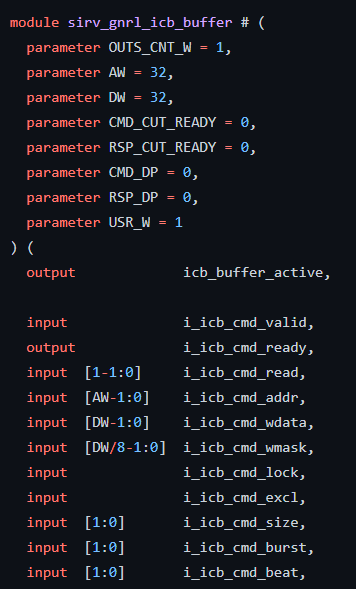 module sirv_gnrl_icb_buffer # (
parameter OUTS_CNT_W = 1,
parameter AW = 32,
parameter DW = 32,
parameter CMD_CUT_READY = 0,
parameter RSP_CUT_READY = 0,
parameter CMD_DP = 0,
parameter RSP_DP = 0,
parameter USR_W = 1
) (
output icb_buffer_active,
input i_icb_cmd_valid,
output i_icb_cmd_ready,
input [1-1:0] i_icb_cmd_read,
input [AW-1:0] i_icb_cmd_addr,
input [DW-1:0] i_icb_cmd_wdata,
input [DW/8-1:0] i_icb_cmd_wmask,
input i_icb_cmd_lock,
input i_icb_cmd_excl,
input [1:0] i_icb_cmd_size,
input [1:0] i_icb_cmd_burst,
input [1:0] i_icb_cmd_beat,